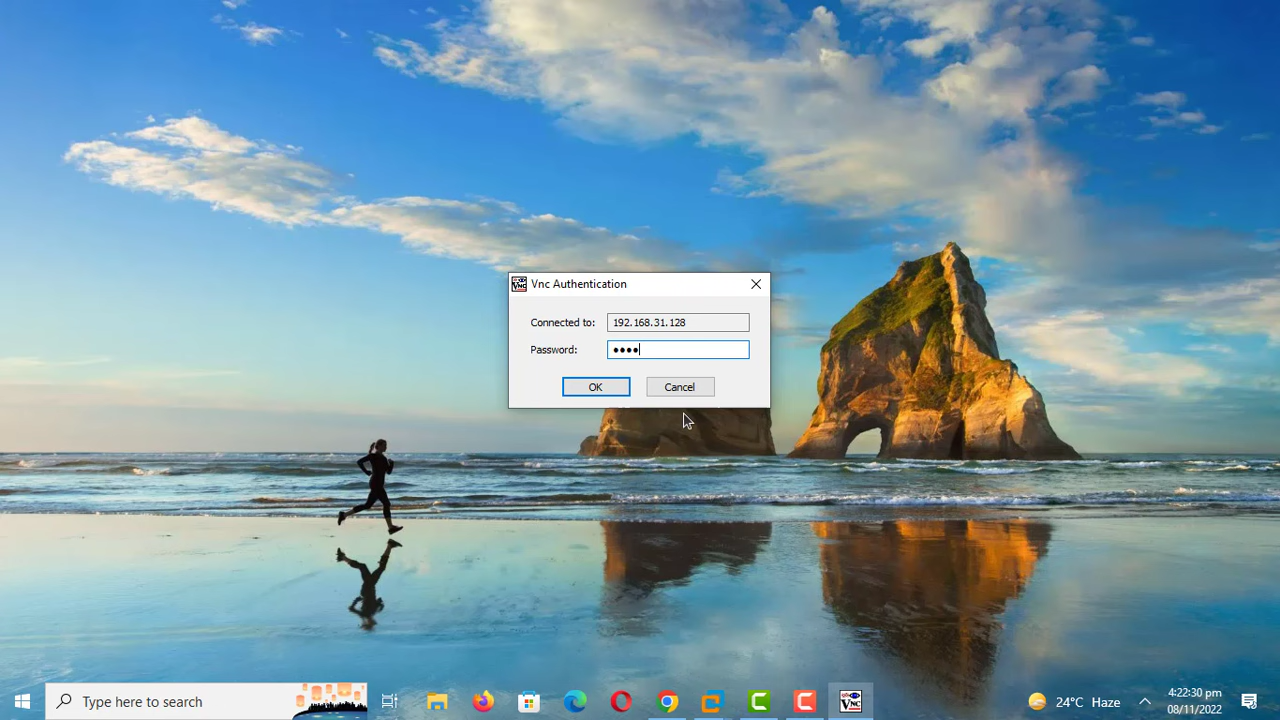 Vnc Authentication
Connected to: 192.168.31.128
Password: ●●●●
OK Cancel
Type here to search
24°C Haze
4:22:30 pm
08/11/2022